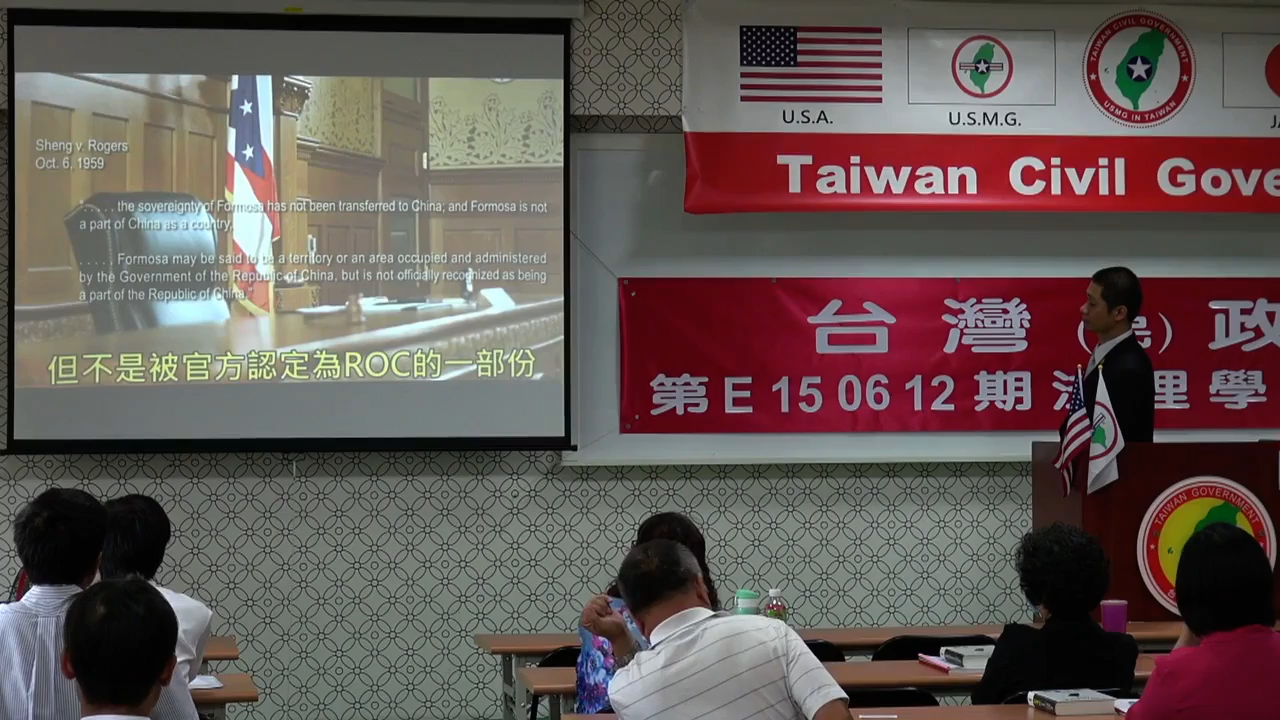 Sheng v. Rogers
Oct. 6, 1959
". . . . . the sovereignty of Formosa has not been transferred to China; and Formosa is not
a part of China as a country.
. . . . . Formosa may be said to be a territory or an area occupied and administered
by the Government of the Republic of China, but is not officially recognized as being
a part of the Republic of China."
但不是被官方認定為ROC的一部份
U.S.A.
U.S.M.G.
TAIWAN CIVIL GOVERNMENT
USMG IN TAIWAN
Taiwan Civil Gove
台灣(民)政
第E 15 06 12 期法理學
TAIWAN GOVERNMENT